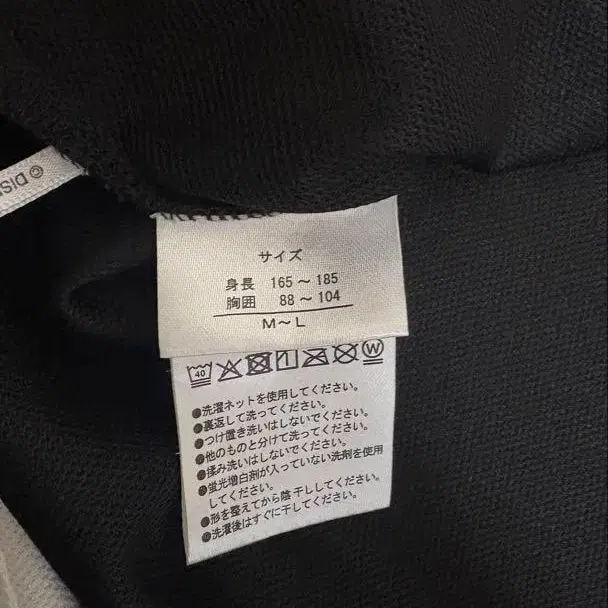 © DIS
サイズ
身長 165～185
胸囲 88～104
M～L
40
W
●洗濯ネットを使用してください。
●裏返して洗ってください。
●つけ置き洗いはしないでください。
●他のものと分けて洗ってください。
●揉み洗いはしないでください。
●蛍光増白剤が入っていない洗剤を使用
してください。
●形を整えてから陰干ししてください。
●洗濯後はすぐに干してください。